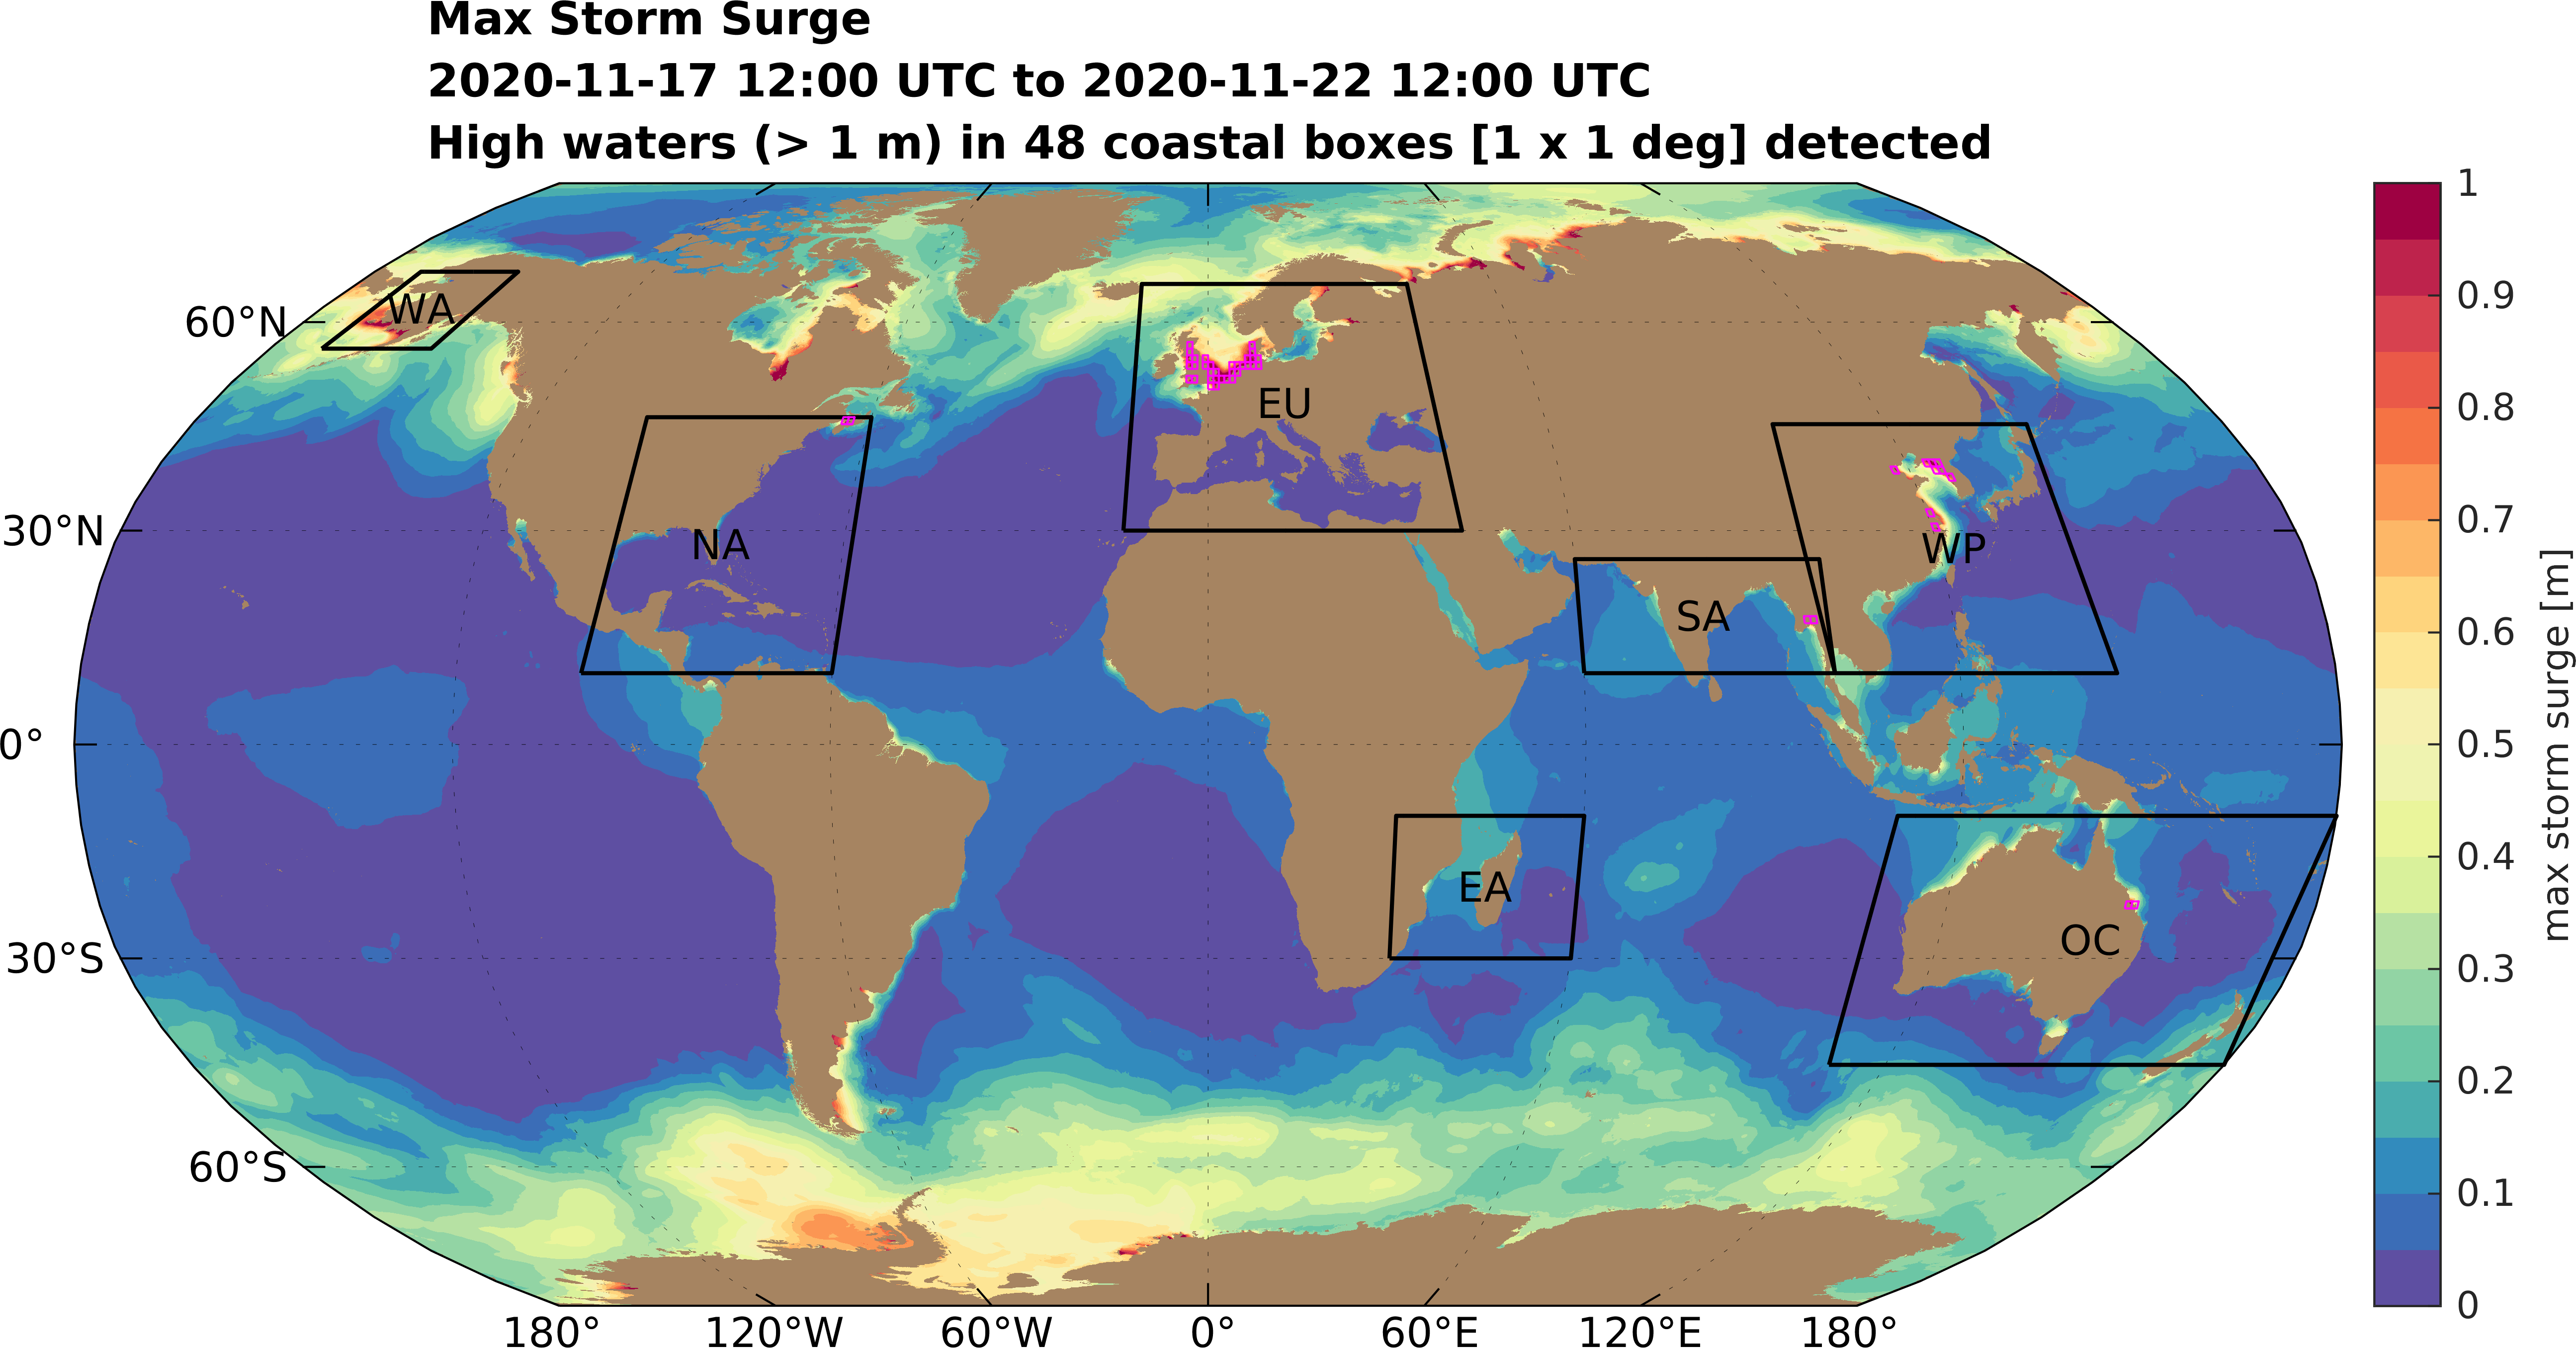 Max Storm Surge
2020-11-17 12:00 UTC to 2020-11-22 12:00 UTC
High waters (> 1 m) in 48 coastal boxes [1 x 1 deg] detected
60°N
30°N
0°
30°S
60°S
180°
120°W
60°W
0°
60°E
120°E
180°
WA
NA
EU
SA
WP
EA
OC
1
0.9
0.8
0.7
0.6
0.5
0.4
0.3
0.2
0.1
0
max storm surge [m]